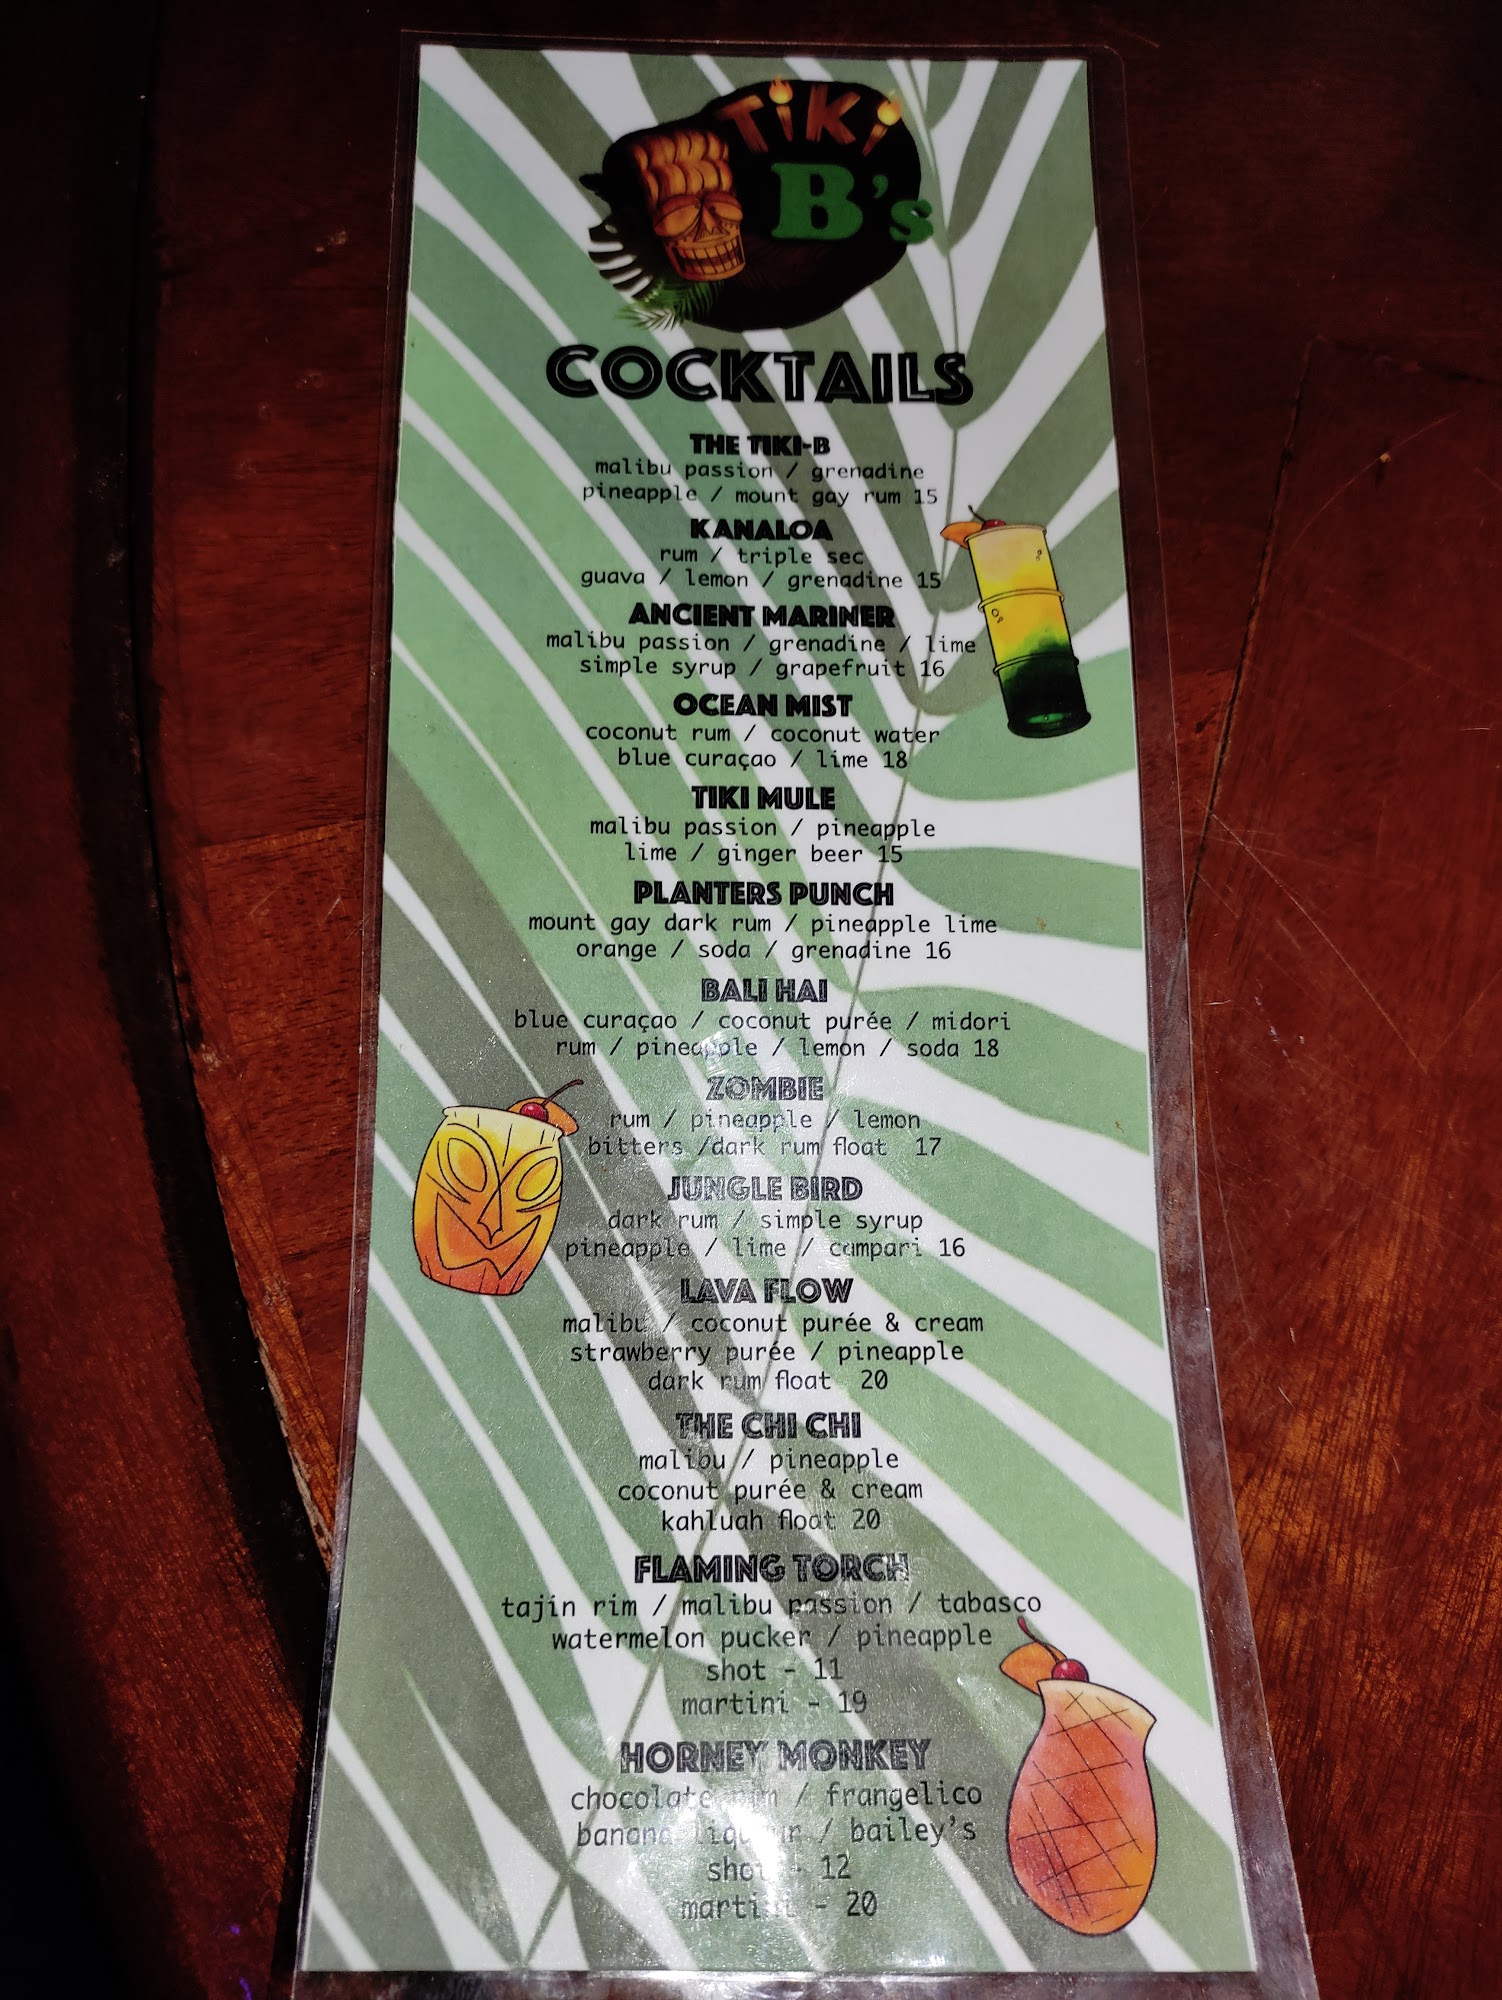 TiKi
B's
COCKTAILS
THE TIKI-B
malibu passion / grenadine
pineapple / mount gay rum 15
KANALOA
rum / triple sec
guava / lemon / grenadine 15
ANCIENT MARINER
malibu passion / grenadine / lime
simple syrup / grapefruit 16
OCEAN MIST
coconut rum / coconut water
blue curaçao / lime 18
TIKI MULE
malibu passion / pineapple
lime / ginger beer 15
PLANTERS PUNCH
mount gay dark rum / pineapple lime
orange / soda / grenadine 16
BALI HAI
blue curaçao / coconut purée / midori
rum / pineapple / lemon / soda 18
ZOMBIE
rum / pineapple / lemon
bitters /dark rum float 17
JUNGLE BIRD
dark rum / simple syrup
pineapple / lime / campari 16
LAVA FLOW
malibu / coconut purée & cream
strawberry purée / pineapple
dark rum float 20
THE CHI CHI
malibu / pineapple
coconut purée & cream
kahluah float 20
FLAMING TORCH
tajín rim / malibu passion / tabasco
watermelon pucker / pineapple
shot - 11
martini - 19
HORNEY MONKEY
chocolate rim / frangelico
banana liqueur / bailey's
shot - 12
martini - 20